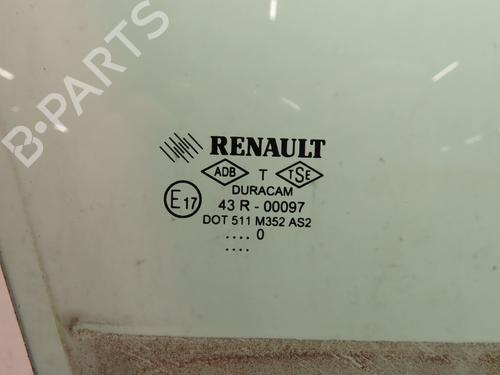 B-PARTS
RENAULT
ADB T TSE
DURACAM
E17 43 R - 00097
DOT 511 M352 AS2
.... 0
....